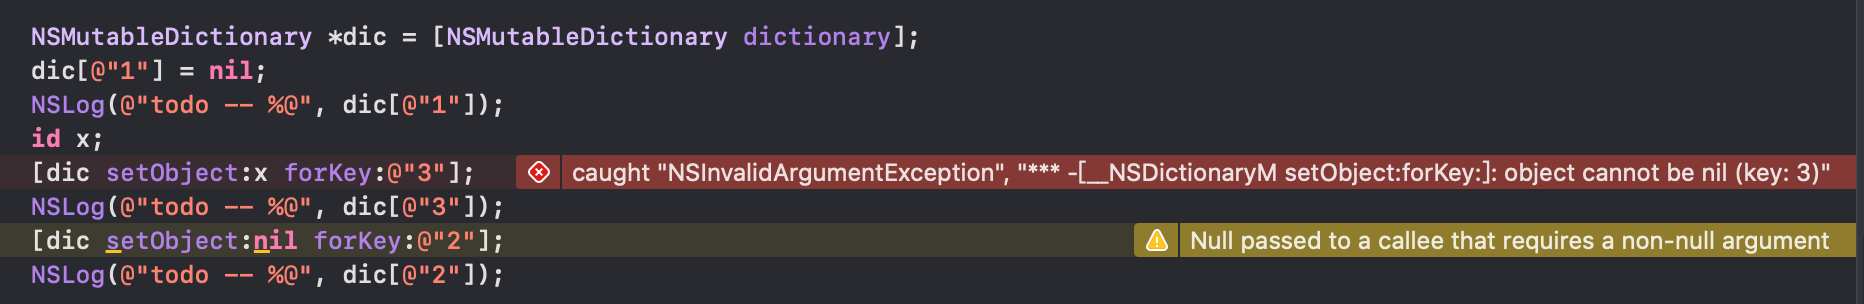 NSMutableDictionary *dic = [NSMutableDictionary dictionary];
dic[@"1"] = nil;
NSLog(@"todo -- %@", dic[@"1"]);
id x;
[dic setObject:x forKey:@"3"]; caught "NSInvalidArgumentException", "*** -[__NSDictionaryM setObject:forKey:]: object cannot be nil (key: 3)"
NSLog(@"todo -- %@", dic[@"3"]);
[dic setObject:nil forKey:@"2"]; Null passed to a callee that requires a non-null argument
NSLog(@"todo -- %@", dic[@"2"]);